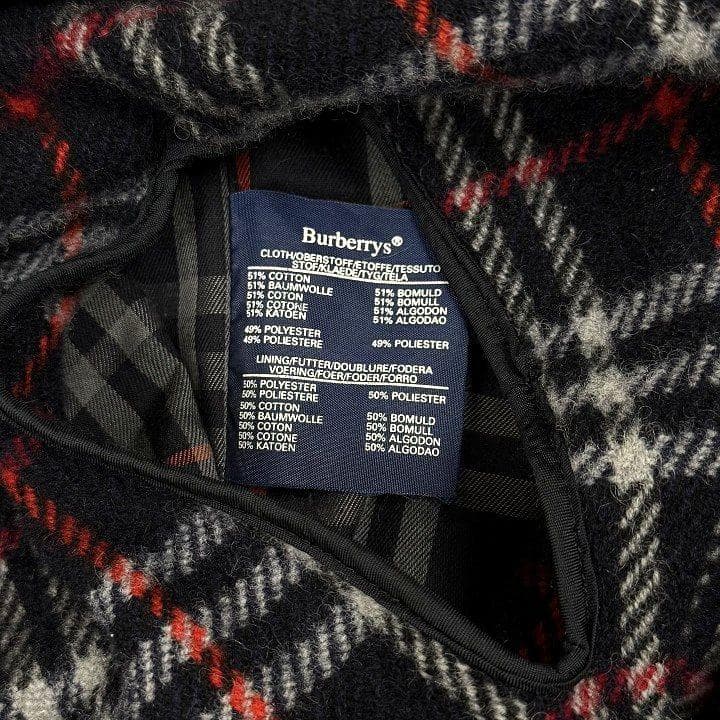 Burberrys®
CLOTH/OBERSTOFF/ETOFFE/TESSUTO
STOF/KLAEDE/TYG/TELA
51% COTTON
51% BAUMWOLLE 51% BOMULD
51% COTON 51% BOMULL
51% COTONE 51% ALGODON
51% KATOEN 51% ALGODAO
49% POLYESTER
49% POLIESTERE 49% POLIESTER
LINING/FUTTER/DOUBLURE/FODERA
VOERING/FOER/FODER/FORRO
50% POLYESTER
50% POLIESTERE 50% POLIESTER
50% COTTON
50% BAUMWOLLE 50% BOMULD
50% COTON 50% BOMULL
50% COTONE 50% ALGODON
50% KATOEN 50% ALGODAO